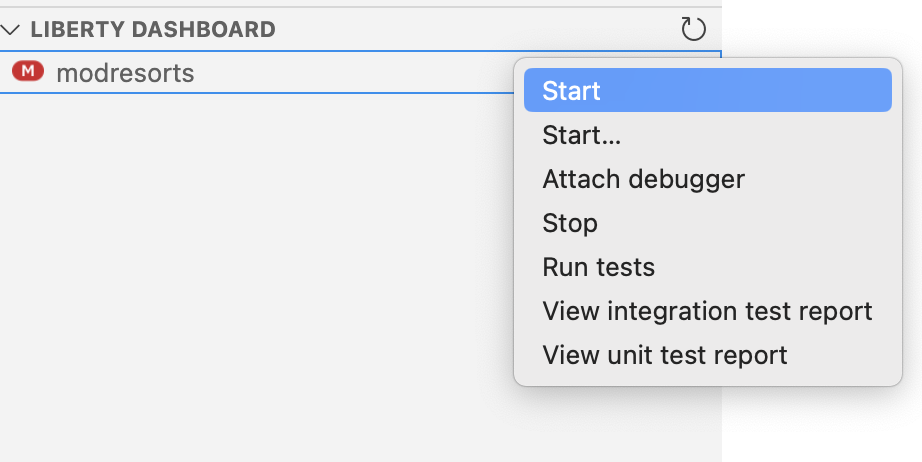 LIBERTY DASHBOARD
M modresorts
Start
Start...
Attach debugger
Stop
Run tests
View integration test report
View unit test report